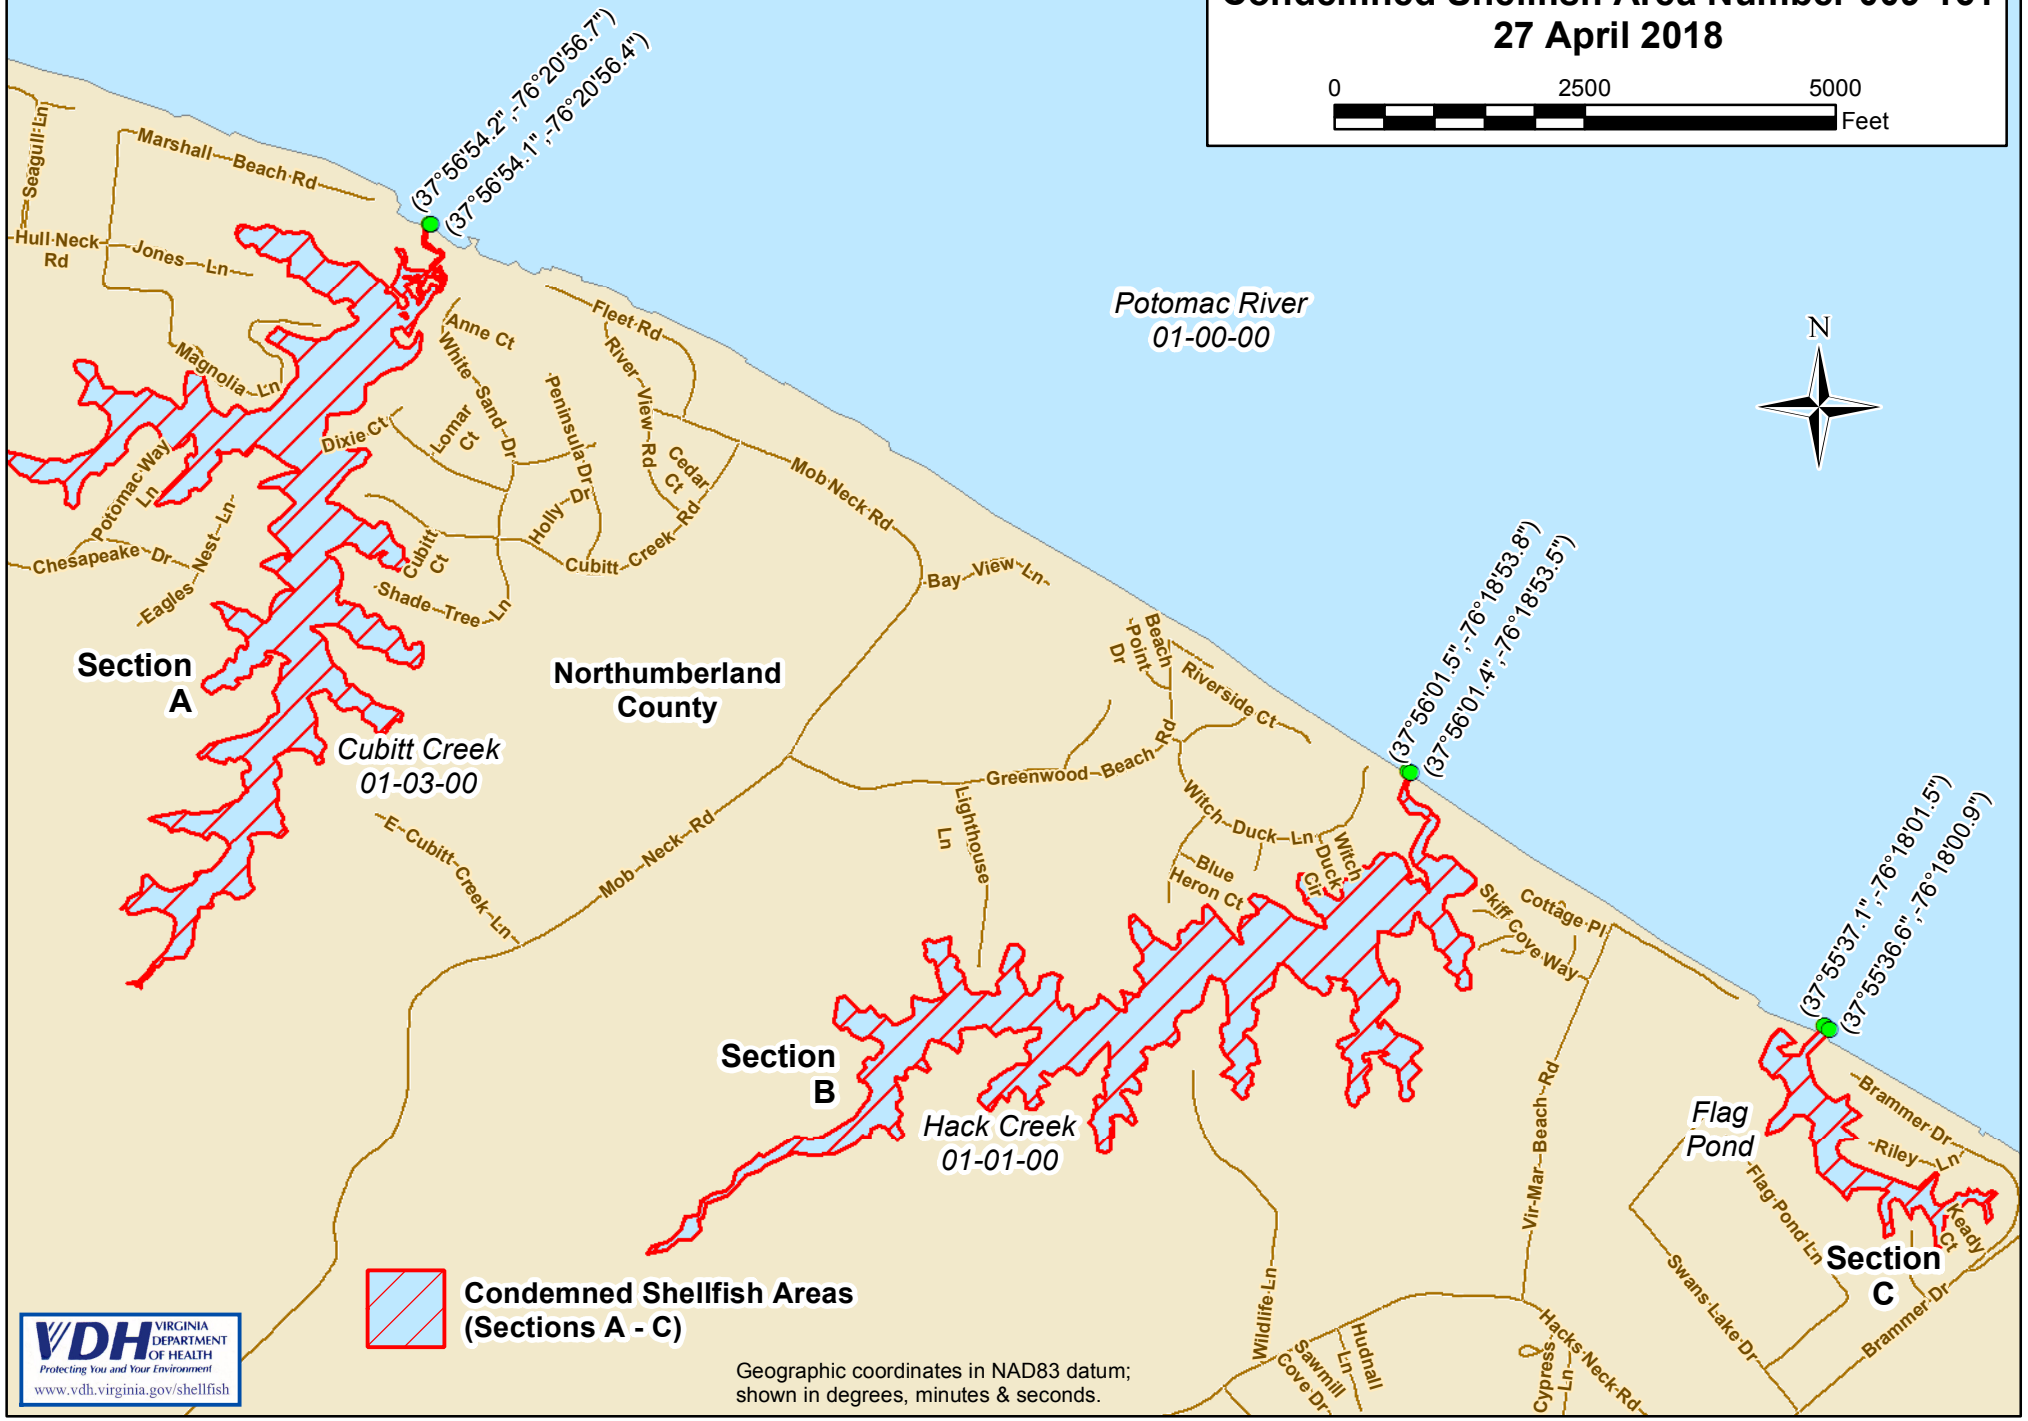 27 April 2018
0 2500 5000
Feet
(37°56'54.2",-76°20'56.7")
(37°56'54.1",-76°20'56.4")
Seagull Ln
Marshall Beach Rd
Hull Neck
Rd
Jones Ln
Magnolia Ln
Anne Ct
White Sand Dr
Fleet Rd
River View Rd
Peninsula Dr
Lomar
Ct
Dixie Ct
Cedar
Ct
Holly Dr
Mob Neck Rd
Potomac Way
Ln
Chesapeake Dr
Eagles Nest Ln
Cubitt
Ct
Cubitt Creek Rd
Shade Tree Ln
Potomac River
01-00-00
N
Bay View Ln
Section
A
Northumberland
County
Cubitt Creek
01-03-00
Beach
Point
Dr
Riverside Ct
(37°56'01.5",-76°18'53.8")
(37°56'01.4",-76°18'53.5")
Greenwood Beach Rd
Lighthouse
Ln
Witch Duck Ln
Witch
Duck
Cir
Blue
Heron Ct
E Cubitt Creek Ln
Mob Neck Rd
Skiff Cove Way
Cottage Pl
(37°55'37.1",-76°18'01.5")
(37°55'36.6",-76°18'00.9")
Section
B
Hack Creek
01-01-00
Flag
Pond
Brammer Dr
Riley Ln
Keady
Ct
Vir-Mar Beach Rd
Flag Pond Ln
Swans Lake Dr
Section
C
Brammer Dr
Wildlife Ln
Sawmill
Cove Dr
Hudnall
Ln
Cypress
Ln
Hacks Neck Rd
Condemned Shellfish Areas
(Sections A - C)
VDH VIRGINIA
DEPARTMENT
OF HEALTH
Protecting You and Your Environment
www.vdh.virginia.gov/shellfish
Geographic coordinates in NAD83 datum;
shown in degrees, minutes & seconds.